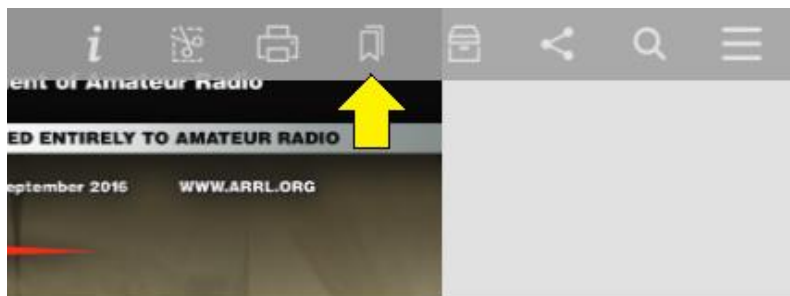 ent of Amateur Radio
ED ENTIRELY TO AMATEUR RADIO
eptember 2016 WWW.ARRL.ORG